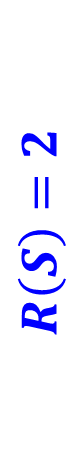 R(S) = 2